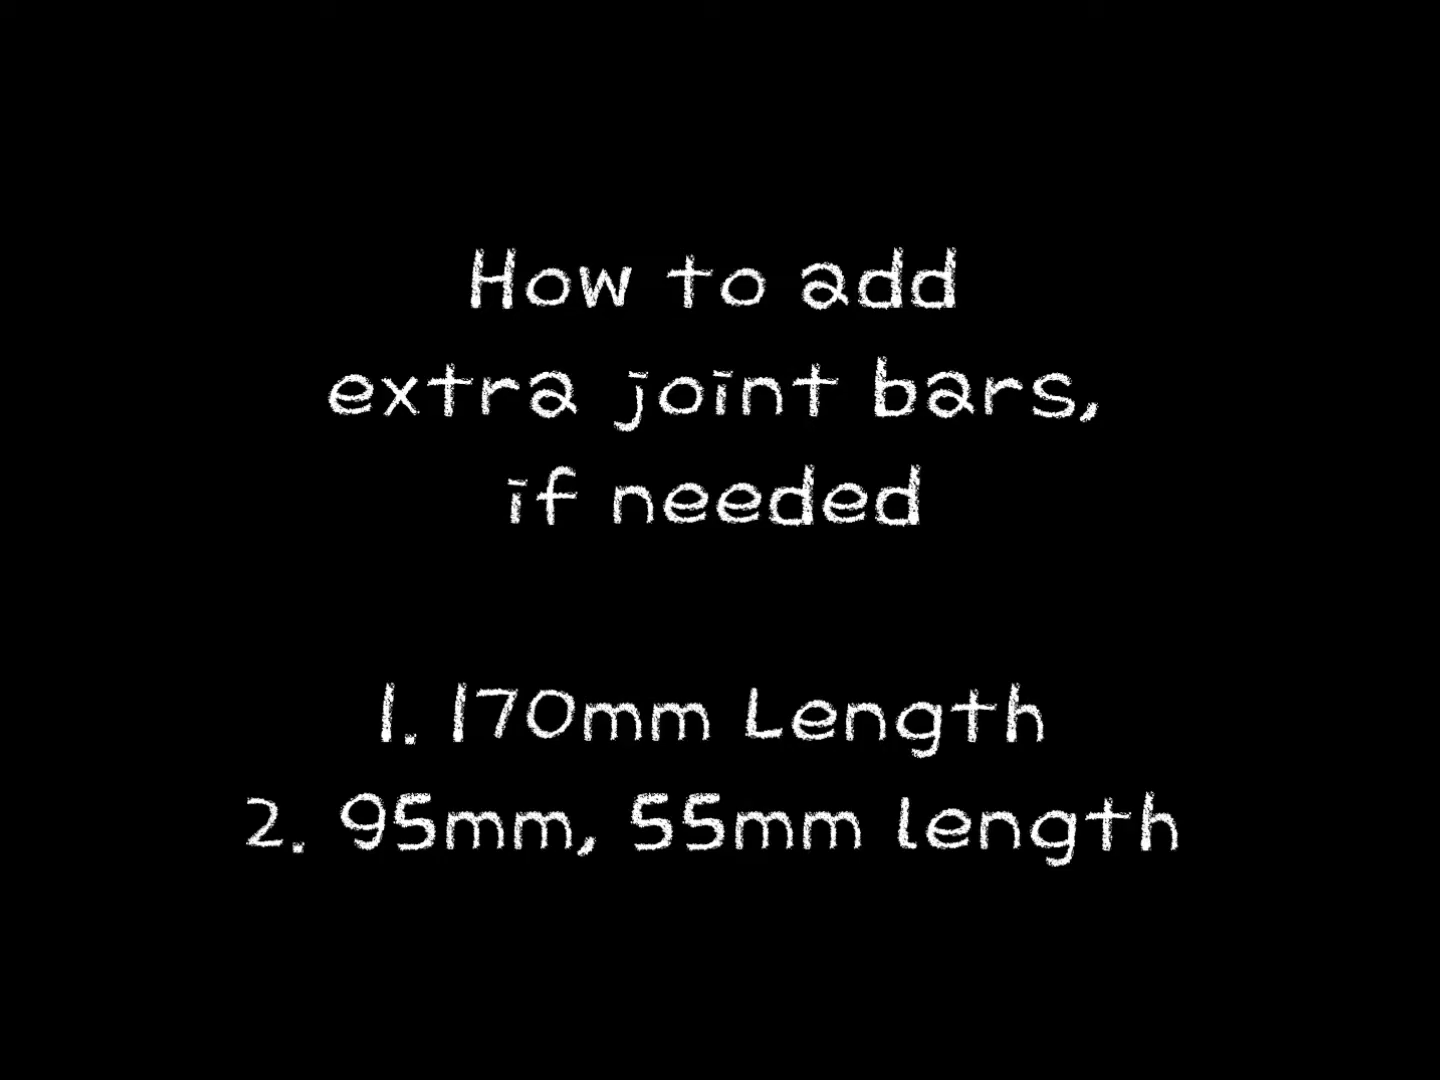 How to add
extra joint bars,
if needed
1. 170mm Length
2. 95mm, 55mm length